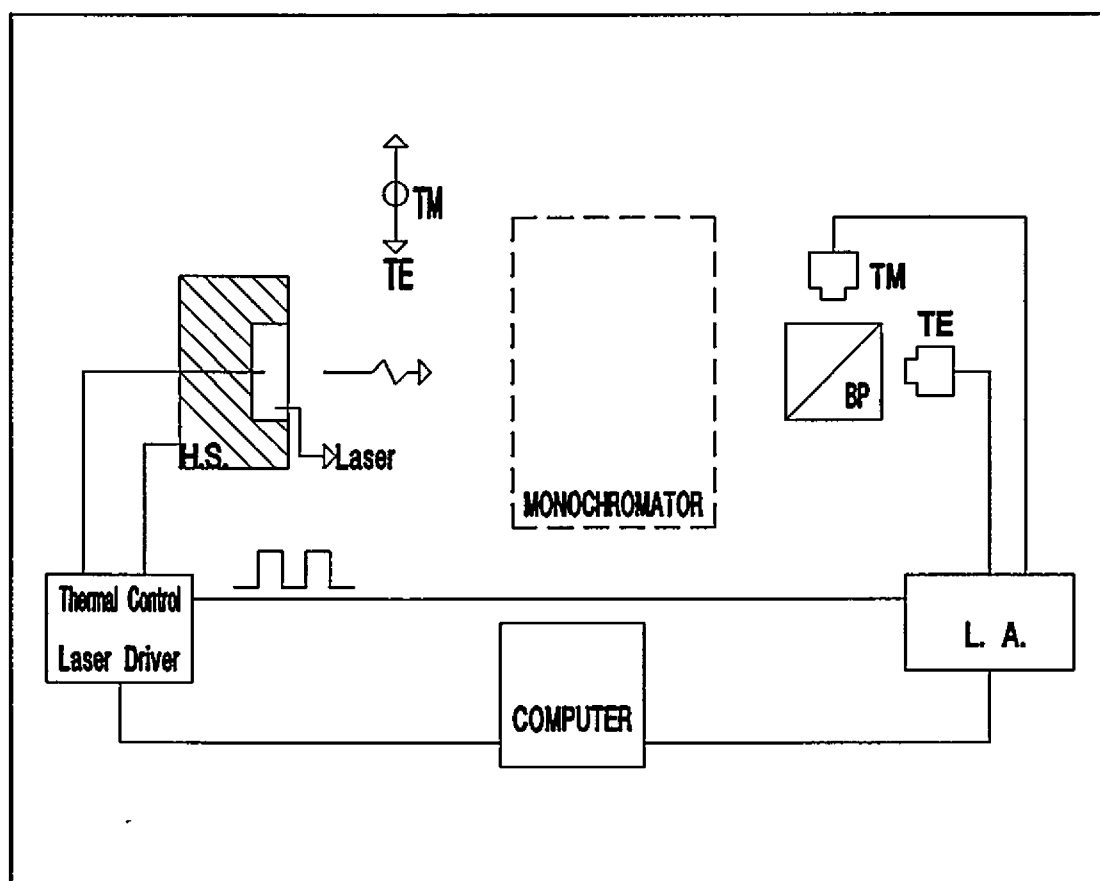 TM
TE
TM
TE
BP
H.S.
Laser
MONOCHROMATOR
Thermal Control
Laser Driver
L. A.
COMPUTER